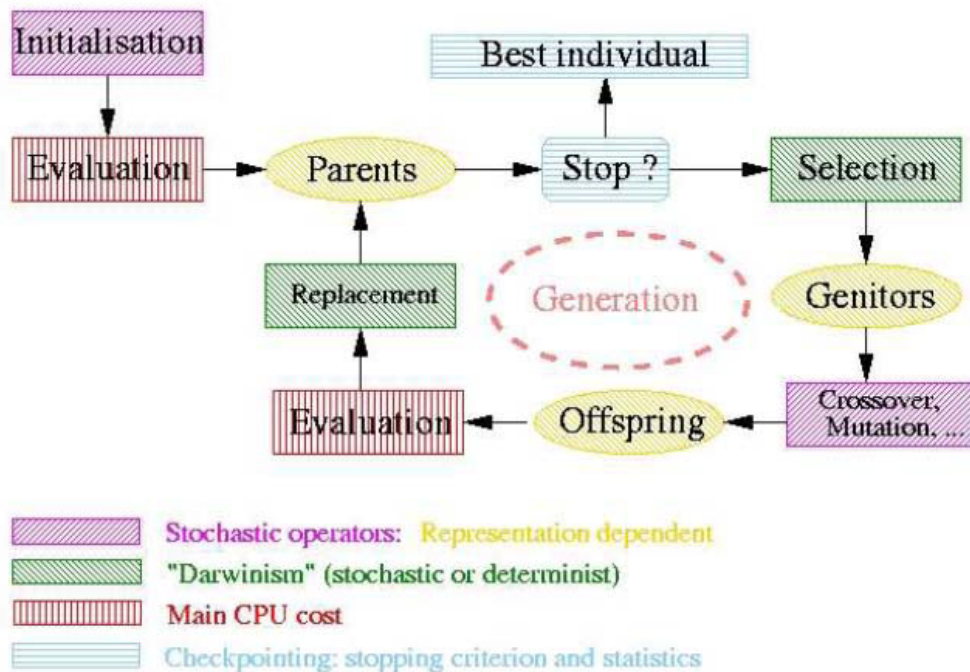 Initialisation
Best individual
Evaluation
Parents
Stop ?
Selection
Replacement
Generation
Genitors
Evaluation
Offspring
Crossover,
Mutation, ...
Stochastic operators: Representation dependent
"Darwinism" (stochastic or determinist)
Main CPU cost
Checkpointing: stopping criterion and statistics